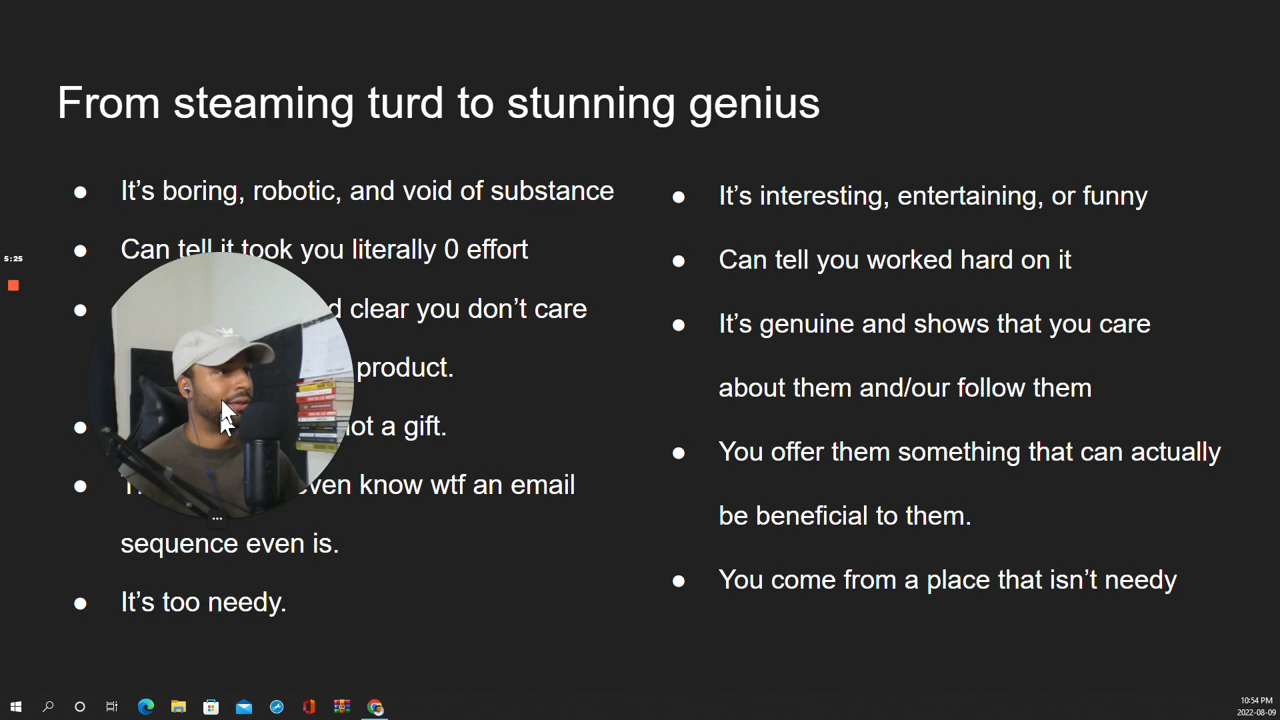 From steaming turd to stunning genius
It’s boring, robotic, and void of substance
Can tell it took you literally 0 effort
clear you don’t care
product.
not a gift.
even know wtf an email
sequence even is.
It’s too needy.
It’s interesting, entertaining, or funny
Can tell you worked hard on it
It’s genuine and shows that you care
about them and/our follow them
You offer them something that can actually
be beneficial to them.
You come from a place that isn’t needy
5:25
10:54 PM
2022-08-09